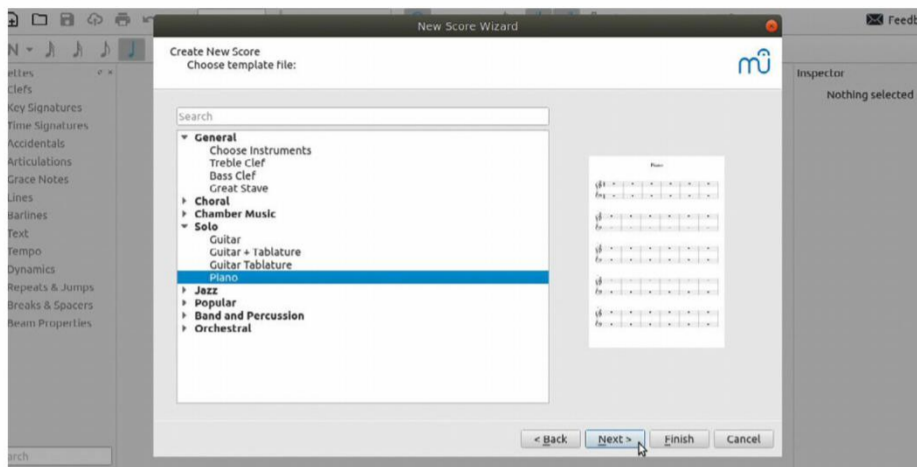 New Score Wizard
Feedb
Create New Score
Choose template file:
ettes
Inspector
Clefs
Nothing selected
Key Signatures
Time Signatures
Accidentals
Articulations
Grace Notes
Lines
Barlines
Text
Tempo
Dynamics
Repeats & Jumps
Breaks & Spacers
Beam Properties
arch
Search
General
Choose Instruments
Treble Clef
Bass Clef
Great Stave
Choral
Chamber Music
Solo
Guitar
Guitar + Tablature
Guitar Tablature
Piano
Jazz
Popular
Band and Percussion
Orchestral
Piano
< Back
Next >
Finish
Cancel